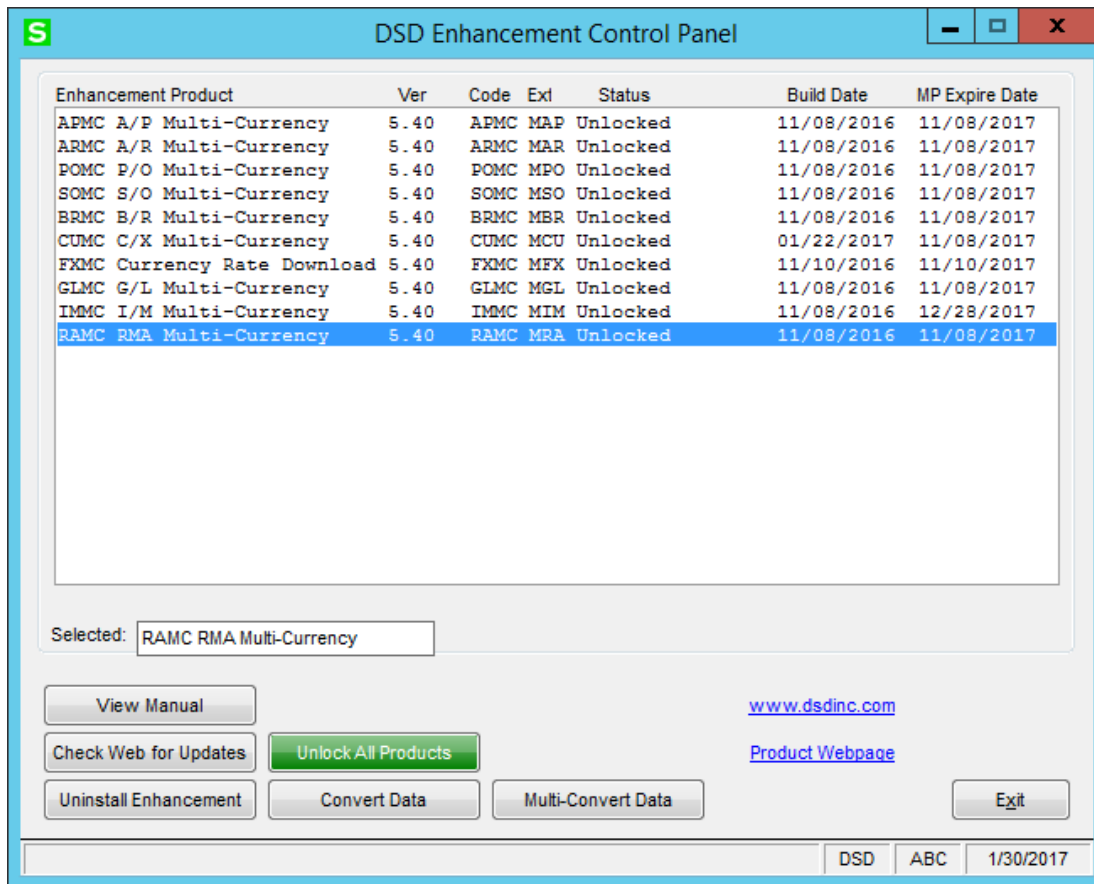 S DSD Enhancement Control Panel X
Enhancement Product Ver Code Ext Status Build Date MP Expire Date
APMC A/P Multi-Currency 5.40 APMC MAP Unlocked 11/08/2016 11/08/2017
ARMC A/R Multi-Currency 5.40 ARMC MAR Unlocked 11/08/2016 11/08/2017
POMC P/O Multi-Currency 5.40 POMC MPO Unlocked 11/08/2016 11/08/2017
SOMC S/O Multi-Currency 5.40 SOMC MSO Unlocked 11/08/2016 11/08/2017
BRMC B/R Multi-Currency 5.40 BRMC MBR Unlocked 11/08/2016 11/08/2017
CUMC C/X Multi-Currency 5.40 CUMC MCU Unlocked 01/22/2017 11/08/2017
FXMC Currency Rate Download 5.40 FXMC MFX Unlocked 11/10/2016 11/10/2017
GLMC G/L Multi-Currency 5.40 GLMC MGL Unlocked 11/08/2016 11/08/2017
IMMC I/M Multi-Currency 5.40 IMMC MIM Unlocked 11/08/2016 12/28/2017
RAMC RMA Multi-Currency 5.40 RAMC MRA Unlocked 11/08/2016 11/08/2017
Selected: RAMC RMA Multi-Currency
View Manual www.dsdinc.com
Check Web for Updates Unlock All Products Product Webpage
Uninstall Enhancement Convert Data Multi-Convert Data Exit
DSD ABC 1/30/2017